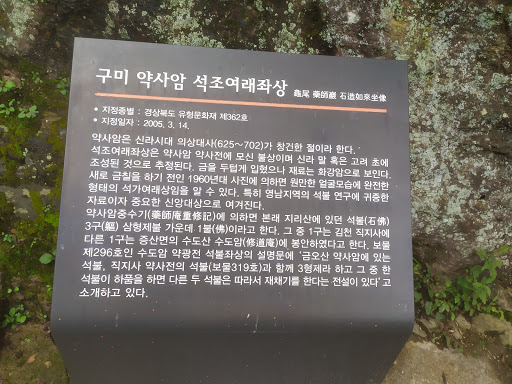 구미 약사암 석조여래좌상 龜尾 藥師巖 石造如來坐像
• 지정종별 : 경상북도 유형문화재 제362호
• 지정일자 : 2005. 3. 14.
약사암은 신라시대 의상대사(625~702)가 창건한 절이라 한다.
석조여래좌상은 약사암 약사전에 모신 불상이며 신라 말 혹은 고려 초에
조성된 것으로 추정된다. 금을 두텁게 입혔으나 재료는 화강암으로 보인다.
새로 금칠을 하기 전인 1960년대 사진에 의하면 원만한 얼굴모습에 완전한
형태의 석가여래상임을 알 수 있다. 특히 영남지역의 석불 연구에 귀중한
자료이자 중요한 신앙대상으로 여겨진다.
약사암중수기(藥師庵重修記)에 의하면 본래 지리산에 있던 석불(石佛)
3구(軀) 삼형제불 가운데 1불(佛)이라고 한다. 그 중 1구는 김천 직지사에
다른 1구는 증산면의 수도산 수도암(修道庵)에 봉안하였다고 한다. 보물
제296호인 수도암 약광전 석불좌상의 설명문에 '금오산 약사암에 있는
석불, 직지사 약사전의 석불(보물319호)과 함께 3형제라 하고 그 중 한
석불이 하품을 하면 다른 두 석불은 따라서 재채기를 한다는 전설이 있다'고
소개하고 있다.